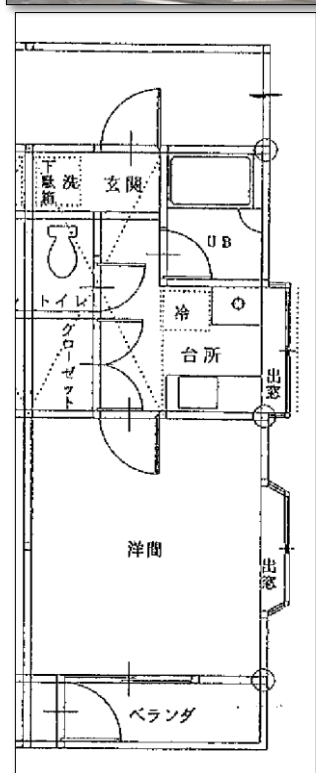 下駄箱
洗
玄関
UB
トイレ
冷
台所
クローゼット
出窓
洋間
出窓
ベランダ